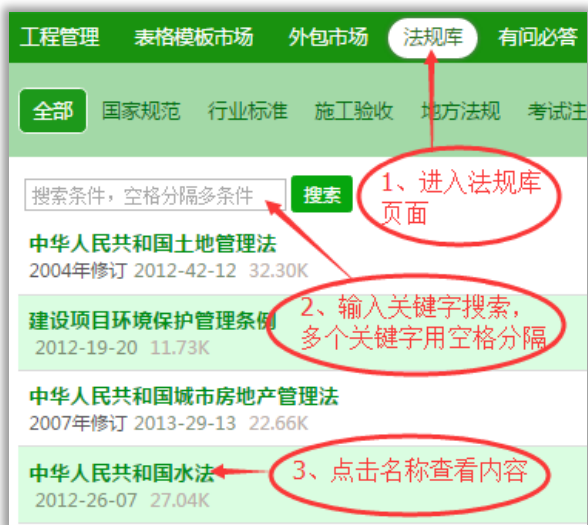 工程管理 表格模板市场 外包市场 法规库 有问必答
全部 国家规范 行业标准 施工验收 地方法规 考试注
搜索条件，空格分隔多条件 搜索
1、进入法规库
页面
中华人民共和国土地管理法
2004年修订 2012-42-12 32.30K
2、输入关键字搜索，
多个关键字用空格分隔
建设项目环境保护管理条例
2012-19-20 11.73K
中华人民共和国城市房地产管理法
2007年修订 2013-29-13 22.66K
中华人民共和国水法
3、点击名称查看内容
2012-26-07 27.04K